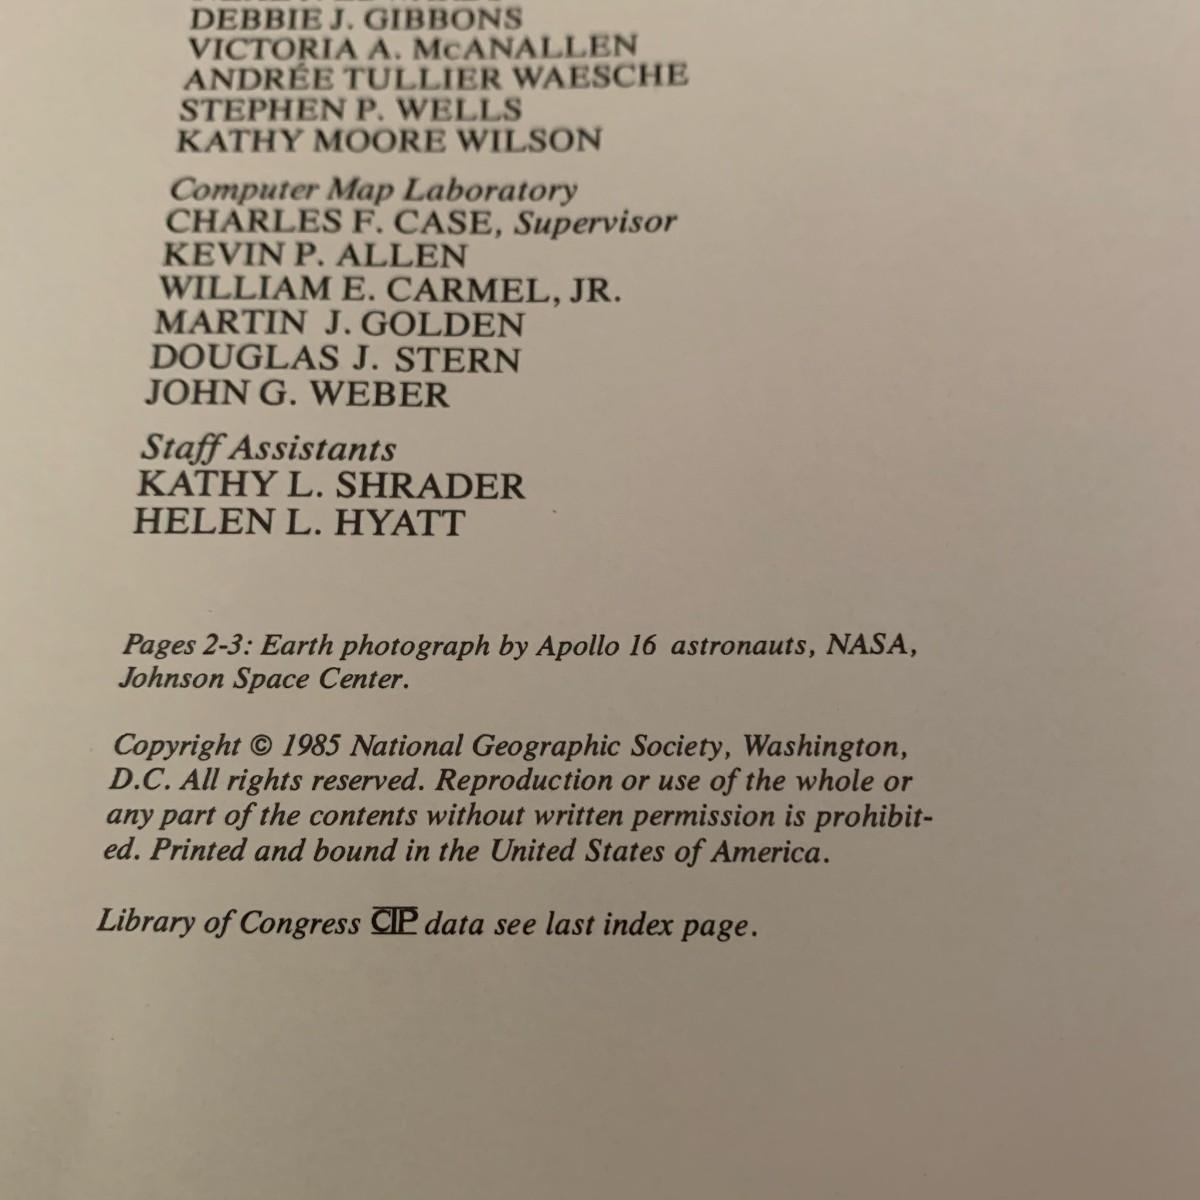 DEBBIE J. GIBBONS
VICTORIA A. McANALLEN
ANDRÉE TULLIER WAESCHE
STEPHEN P. WELLS
KATHY MOORE WILSON
Computer Map Laboratory
CHARLES F. CASE, Supervisor
KEVIN P. ALLEN
WILLIAM E. CARMEL, JR.
MARTIN J. GOLDEN
DOUGLAS J. STERN
JOHN G. WEBER
Staff Assistants
KATHY L. SHRADER
HELEN L. HYATT
Pages 2-3: Earth photograph by Apollo 16 astronauts, NASA,
Johnson Space Center.
Copyright © 1985 National Geographic Society, Washington,
D.C. All rights reserved. Reproduction or use of the whole or
any part of the contents without written permission is prohibit-
ed. Printed and bound in the United States of America.
Library of Congress CIP data see last index page.